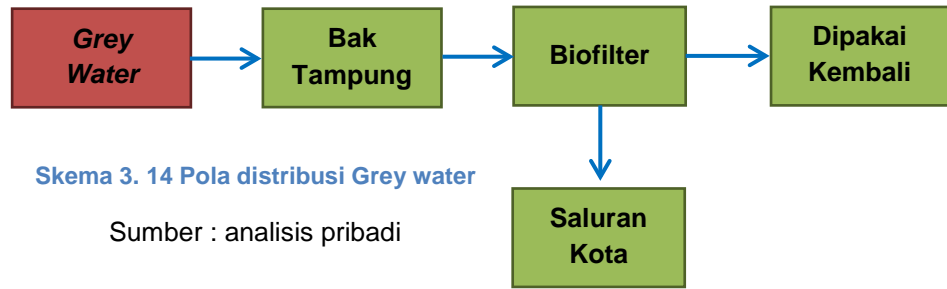 Grey
Water
Bak
Tampung
Biofilter
Dipakai
Kembali
Skema 3. 14 Pola distribusi Grey water
Sumber : analisis pribadi
Saluran
Kota